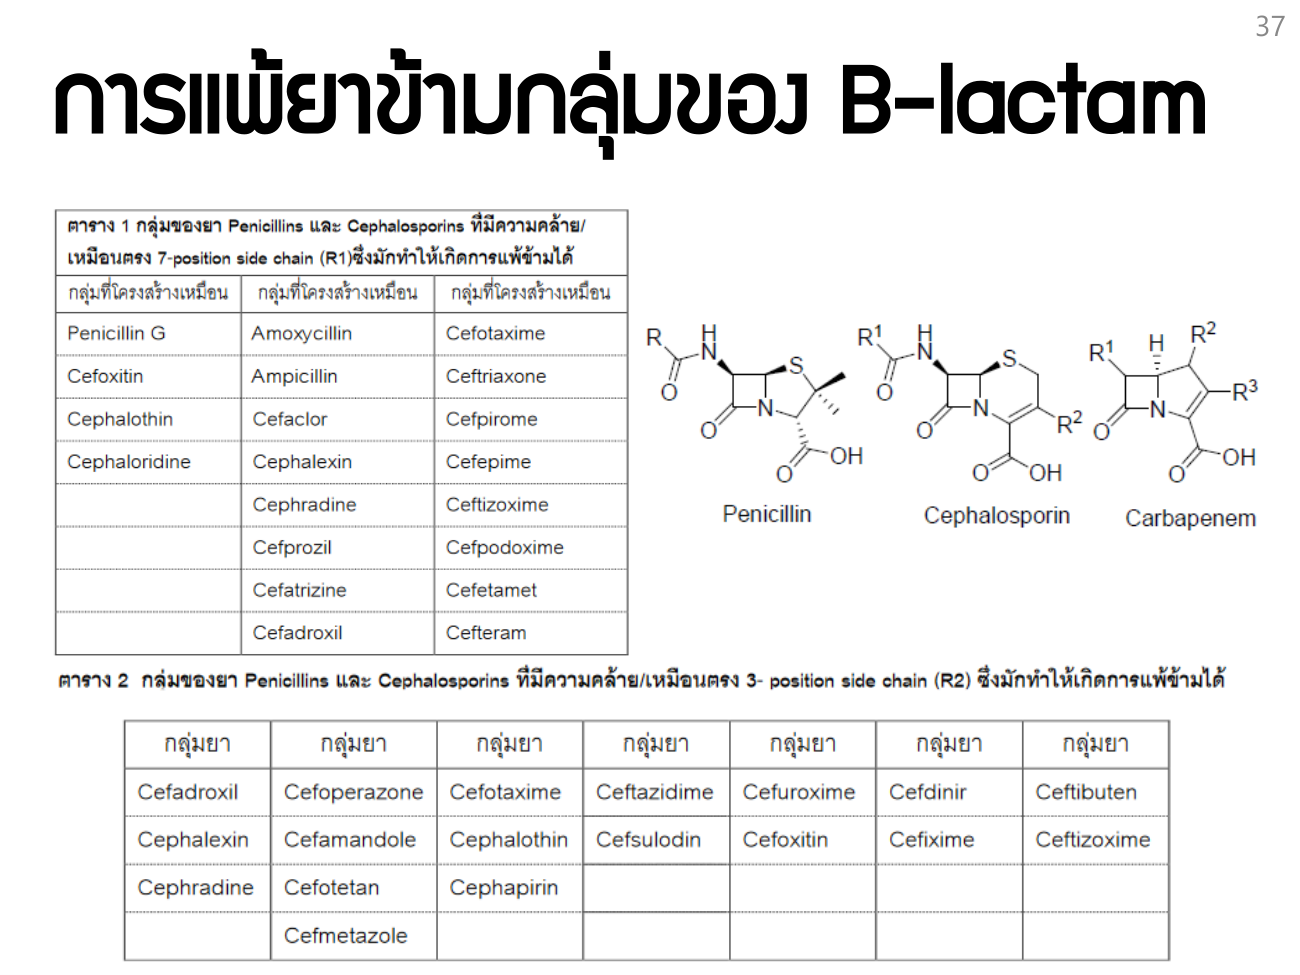 37
การแพ้ยาข้ามกลุ่มของ B-lactam
ตาราง 1 กลุ่มของยา Penicillins และ Cephalosporins ที่มีความคล้าย/
เหมือนตรง 7-position side chain (R1)ซึ่งมักทำให้เกิดการแพ้ข้ามได้
กลุ่มที่โครงสร้างเหมือน กลุ่มที่โครงสร้างเหมือน กลุ่มที่โครงสร้างเหมือน
Penicillin G Amoxycillin Cefotaxime
Cefoxitin Ampicillin Ceftriaxone
Cephalothin Cefaclor Cefpirome
Cephaloridine Cephalexin Cefepime
Cephradine Ceftizoxime
Cefprozil Cefpodoxime
Cefatrizine Cefetamet
Cefadroxil Cefteram
R H N O S N O O OH
Penicillin
R1 H N O S N O R2 O OH
Cephalosporin
R1 H R2 R3 N O O OH
Carbapenem
ตาราง 2 กลุ่มของยา Penicillins และ Cephalosporins ที่มีความคล้าย/เหมือนตรง 3- position side chain (R2) ซึ่งมักทำให้เกิดการแพ้ข้ามได้
กลุ่มยา กลุ่มยา กลุ่มยา กลุ่มยา กลุ่มยา กลุ่มยา กลุ่มยา
Cefadroxil Cefoperazone Cefotaxime Ceftazidime Cefuroxime Cefdinir Ceftibuten
Cephalexin Cefamandole Cephalothin Cefsulodin Cefoxitin Cefixime Ceftizoxime
Cephradine Cefotetan Cephapirin
Cefmetazole